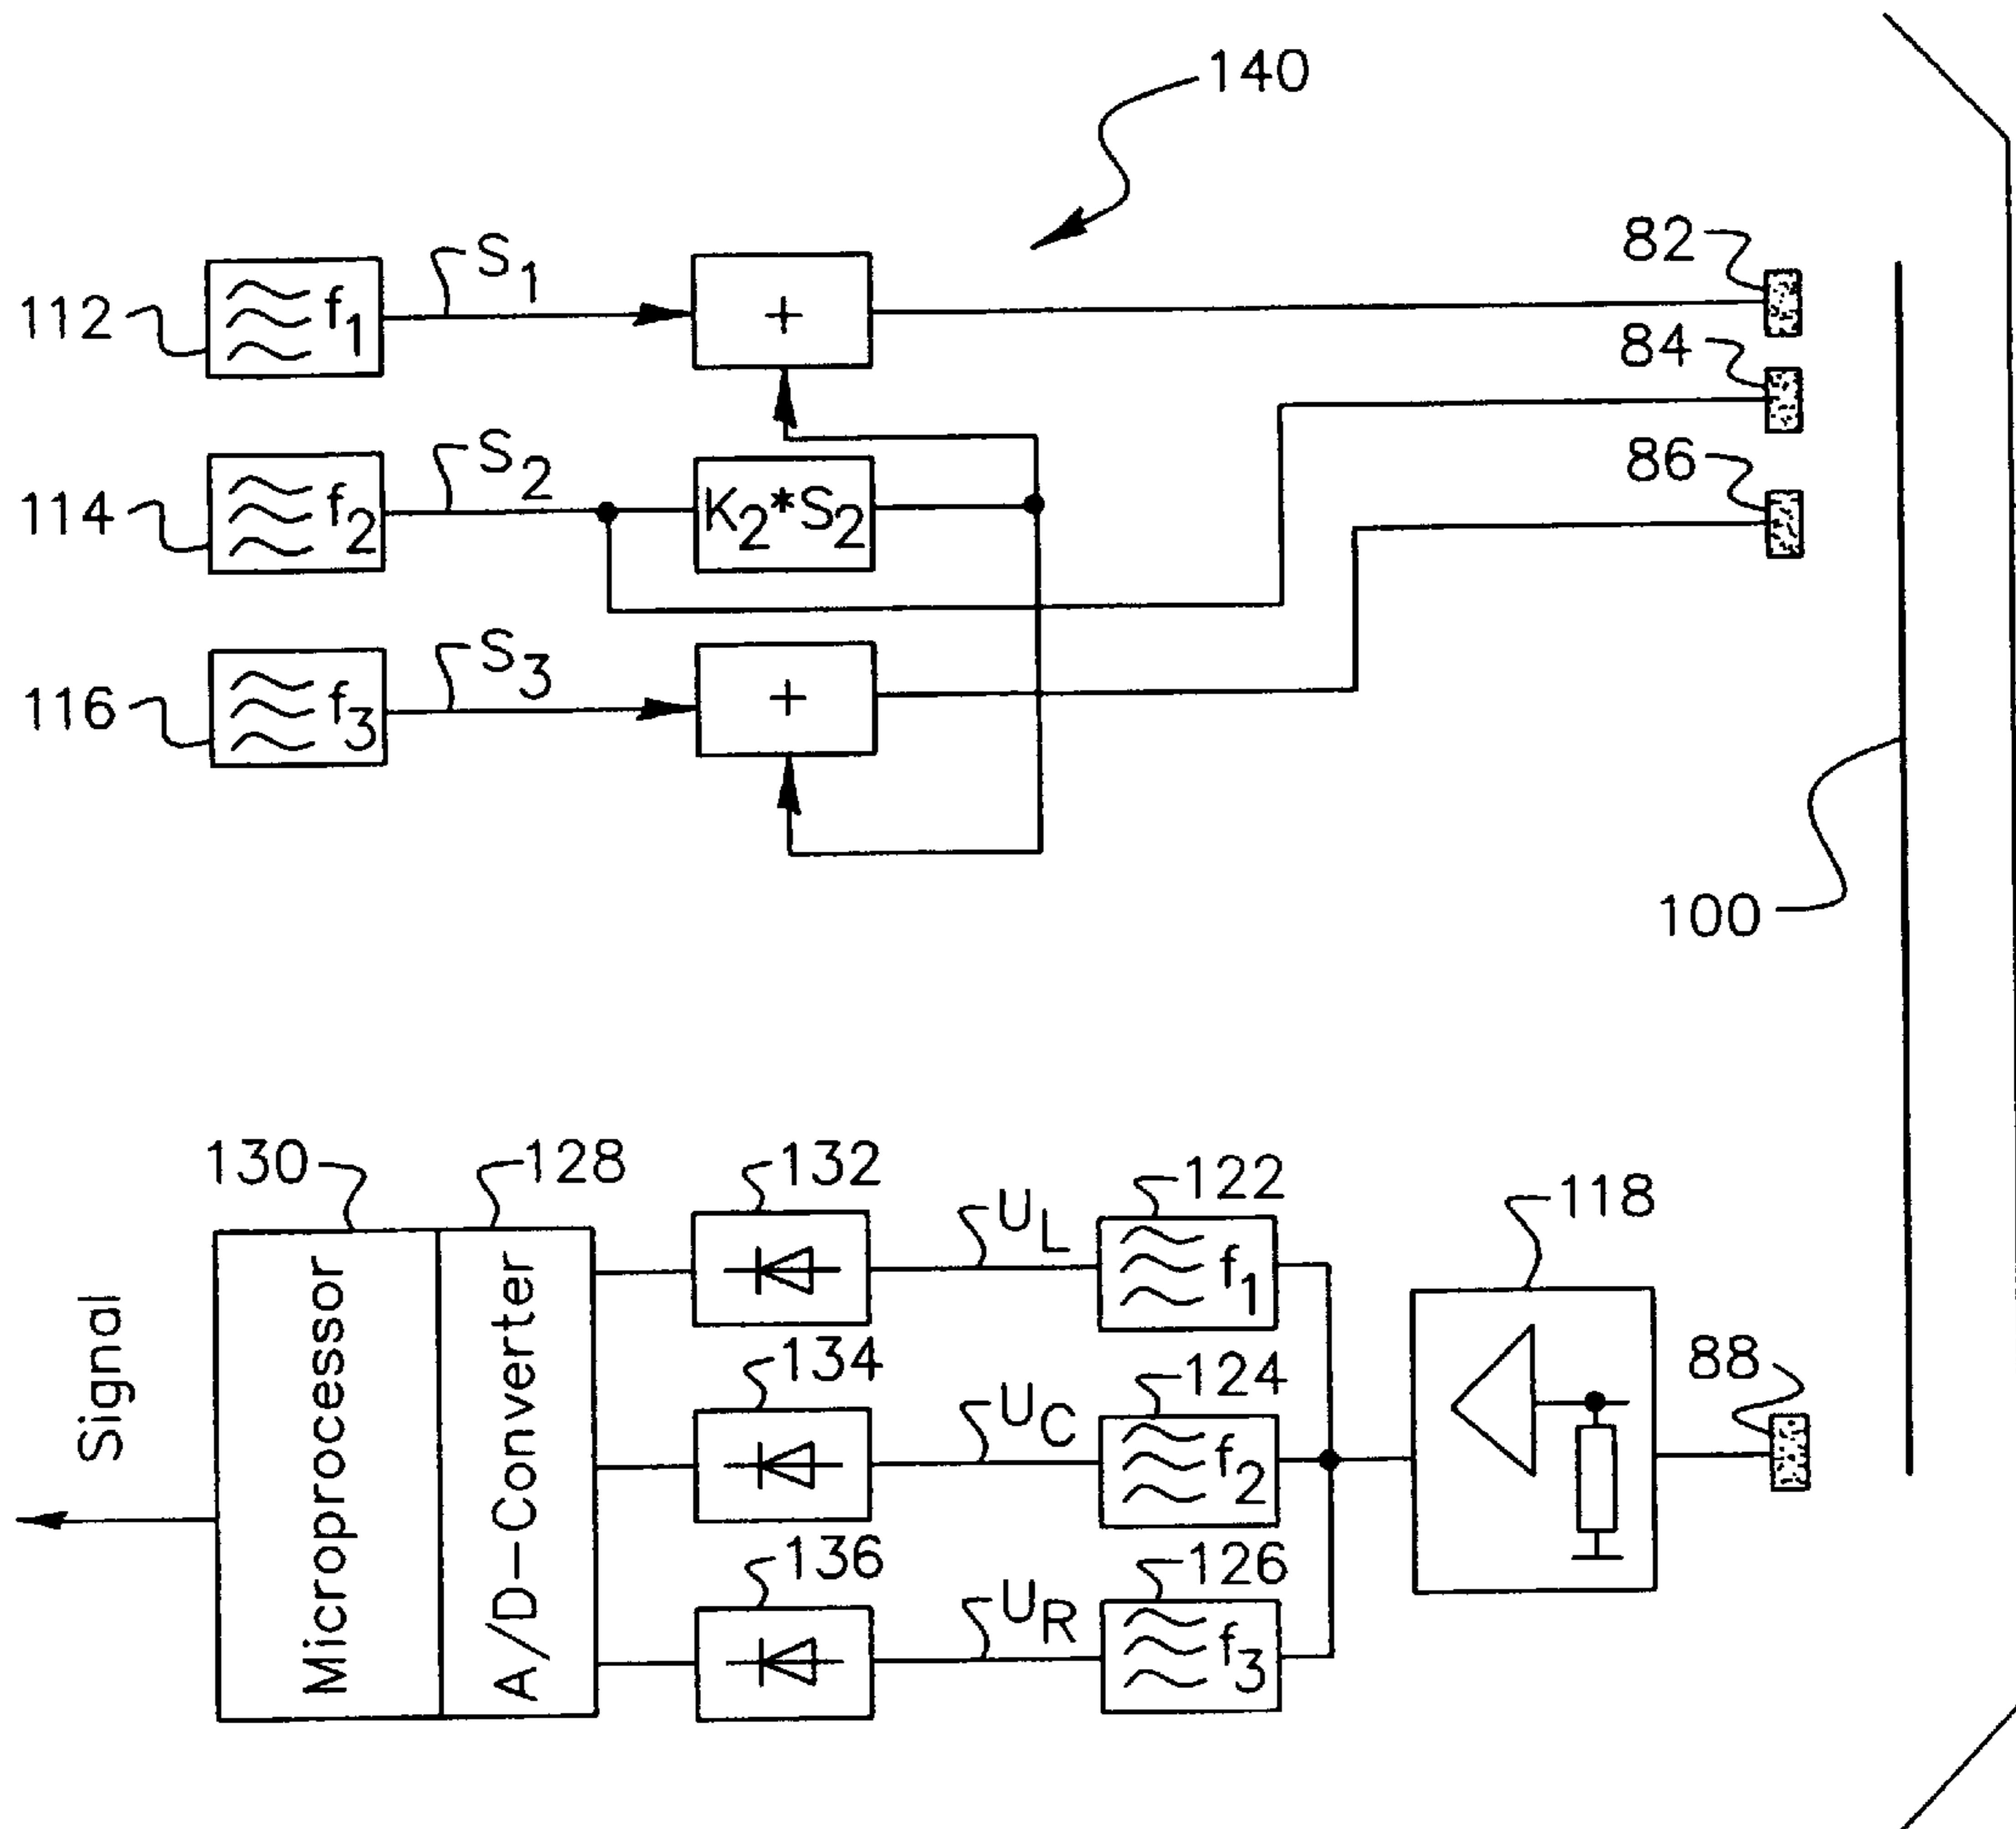 140
112
f1
S1
+
82
84
86
114
f2
S2
K2*S2
116
f3
S3
+
100
130
128
132
UL
122
f1
118
Signal
Microprocessor
A/D-Converter
134
UC
124
f2
88
136
UR
126
f3